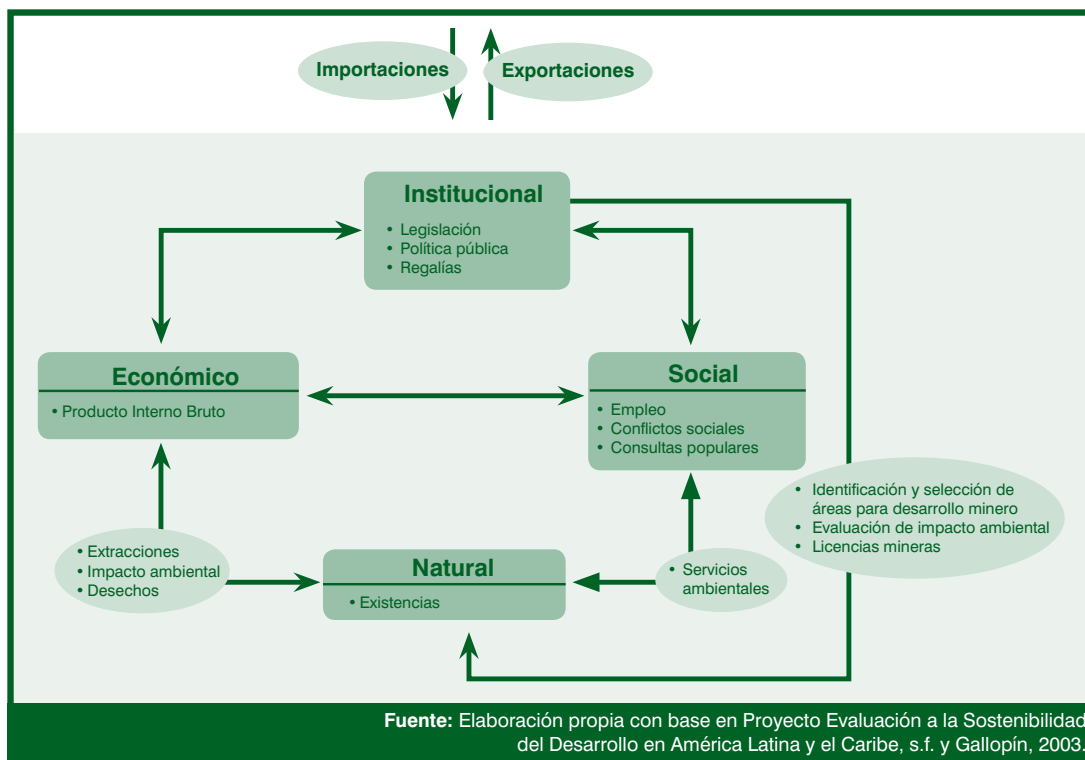 Importaciones
Exportaciones
Institucional
• Legislación
• Política pública
• Regalías
Económico
• Producto Interno Bruto
Social
• Empleo
• Conflictos sociales
• Consultas populares
• Identificación y selección de
áreas para desarrollo minero
• Evaluación de impacto ambiental
• Licencias mineras
• Extracciones
• Impacto ambiental
• Desechos
Natural
• Existencias
• Servicios
ambientales
Fuente: Elaboración propia con base en Proyecto Evaluación a la Sostenibilidad
del Desarrollo en América Latina y el Caribe, s.f. y Gallopín, 2003.